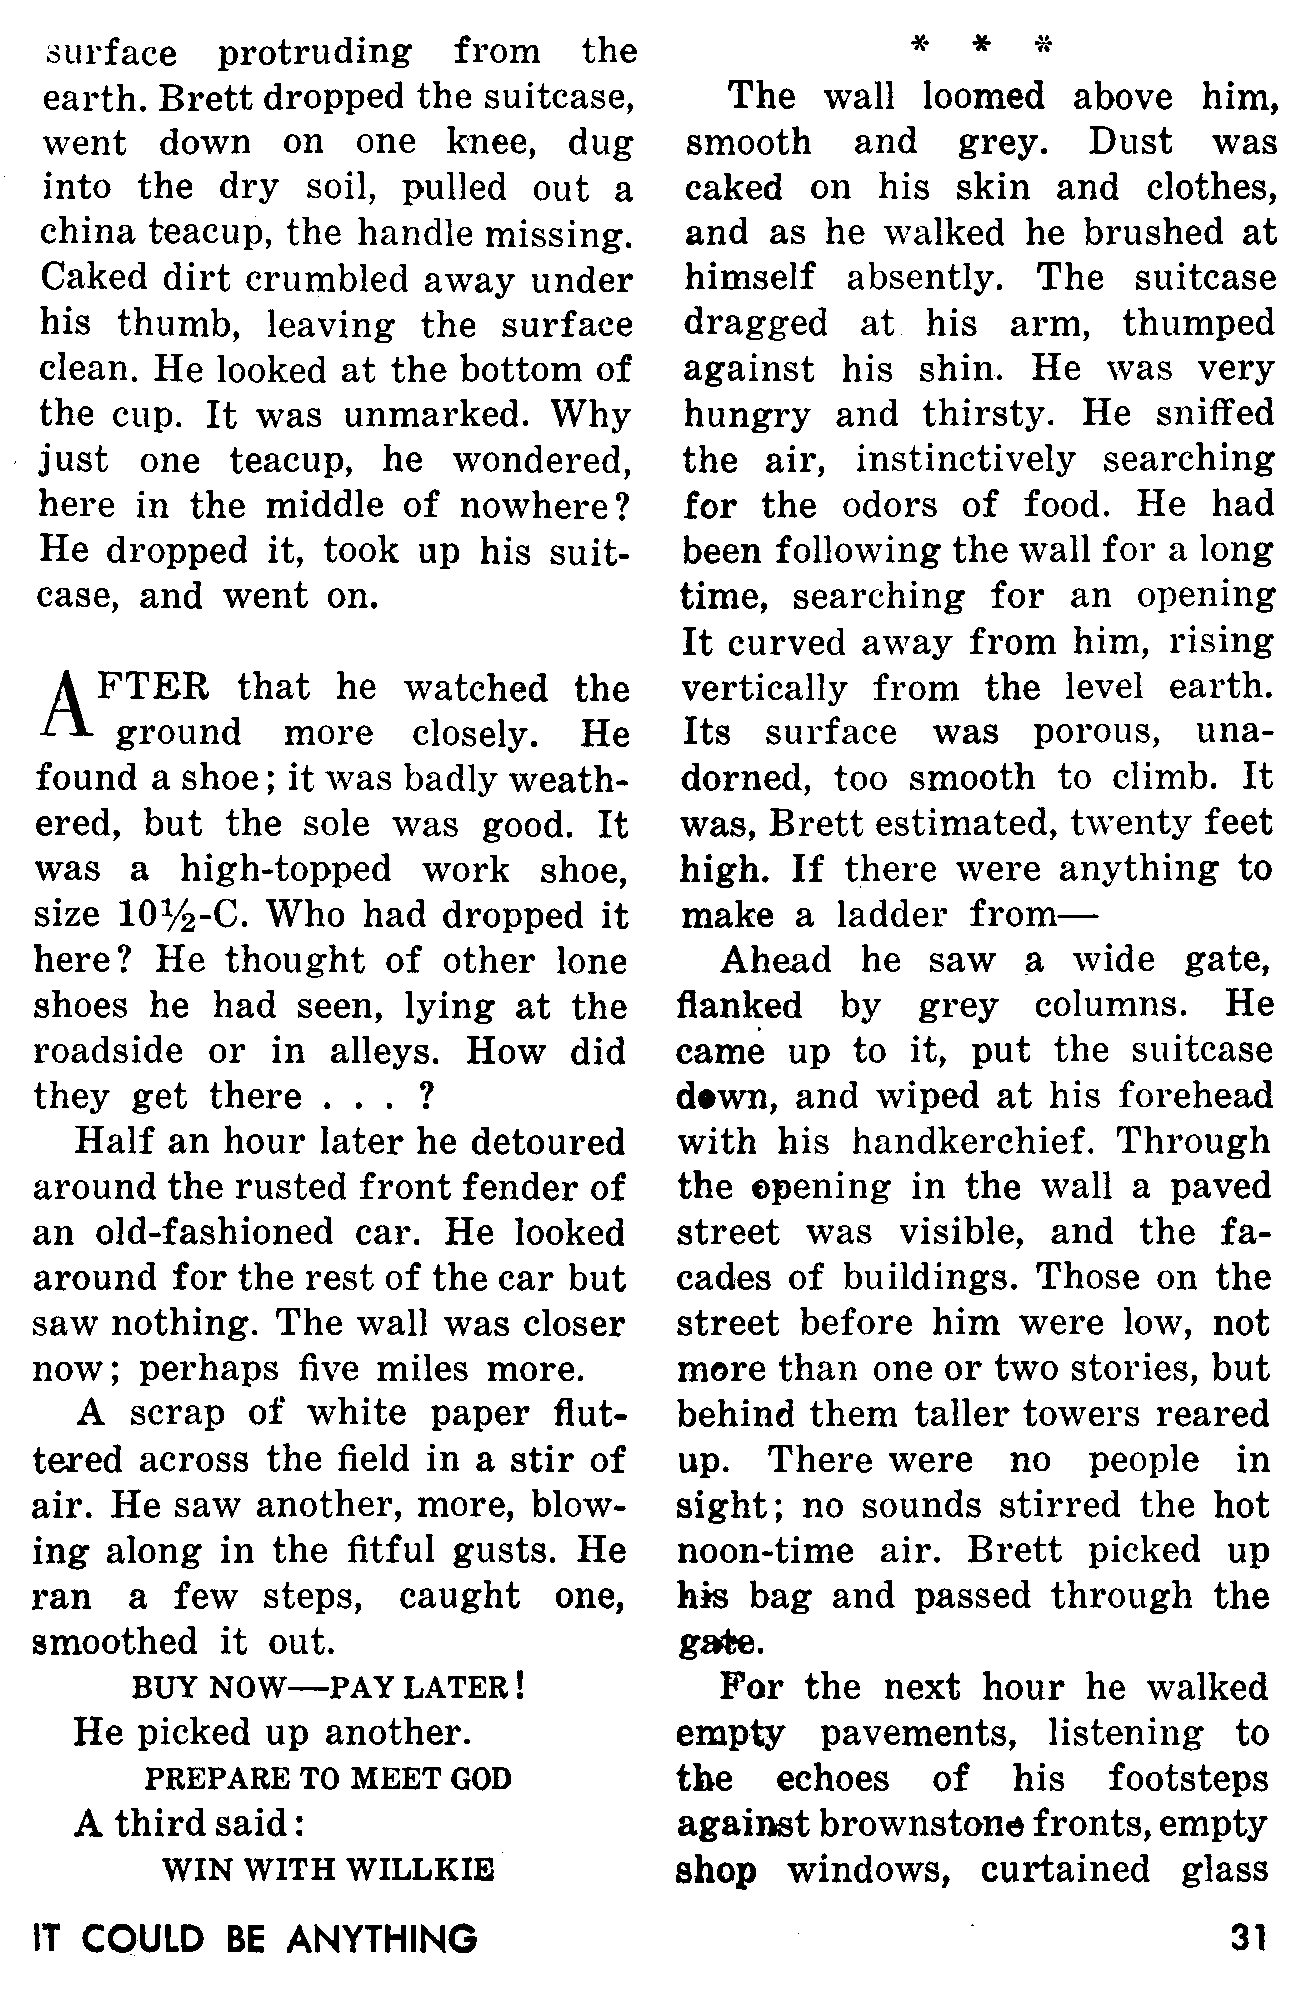 surface protruding from the
earth. Brett dropped the suitcase,
went down on one knee, dug
into the dry soil, pulled out a
china teacup, the handle missing.
Caked dirt crumbled away under
his thumb, leaving the surface
clean. He looked at the bottom of
the cup. It was unmarked. Why
just one teacup, he wondered,
here in the middle of nowhere?
He dropped it, took up his suit-
case, and went on.
AFTER that he watched the
ground more closely. He
found a shoe; it was badly weath-
ered, but the sole was good. It
was a high-topped work shoe,
size 10½-C. Who had dropped it
here? He thought of other lone
shoes he had seen, lying at the
roadside or in alleys. How did
they get there . . . ?
Half an hour later he detoured
around the rusted front fender of
an old-fashioned car. He looked
around for the rest of the car but
saw nothing. The wall was closer
now; perhaps five miles more.
A scrap of white paper flut-
tered across the field in a stir of
air. He saw another, more, blow-
ing along in the fitful gusts. He
ran a few steps, caught one,
smoothed it out.
BUY NOW—PAY LATER!
He picked up another.
PREPARE TO MEET GOD
A third said:
WIN WITH WILLKIE
* * *
The wall loomed above him,
smooth and grey. Dust was
caked on his skin and clothes,
and as he walked he brushed at
himself absently. The suitcase
dragged at his arm, thumped
against his shin. He was very
hungry and thirsty. He sniffed
the air, instinctively searching
for the odors of food. He had
been following the wall for a long
time, searching for an opening
It curved away from him, rising
vertically from the level earth.
Its surface was porous, una-
dorned, too smooth to climb. It
was, Brett estimated, twenty feet
high. If there were anything to
make a ladder from—
Ahead he saw a wide gate,
flanked by grey columns. He
came up to it, put the suitcase
down, and wiped at his forehead
with his handkerchief. Through
the opening in the wall a paved
street was visible, and the fa-
cades of buildings. Those on the
street before him were low, not
more than one or two stories, but
behind them taller towers reared
up. There were no people in
sight; no sounds stirred the hot
noon-time air. Brett picked up
his bag and passed through the
gate.
For the next hour he walked
empty pavements, listening to
the echoes of his footsteps
against brownstone fronts, empty
shop windows, curtained glass
IT COULD BE ANYTHING 31